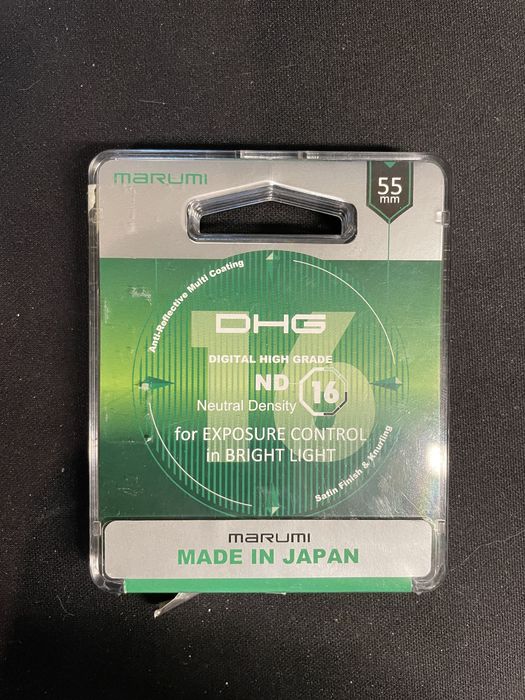 marumi
55
mm
Anti-Reflective Multi Coating
16
DHG
DIGITAL HIGH GRADE
ND 16
Neutral Density
for EXPOSURE CONTROL
in BRIGHT LIGHT
Satin Finish & Knurling
marumi
MADE IN JAPAN